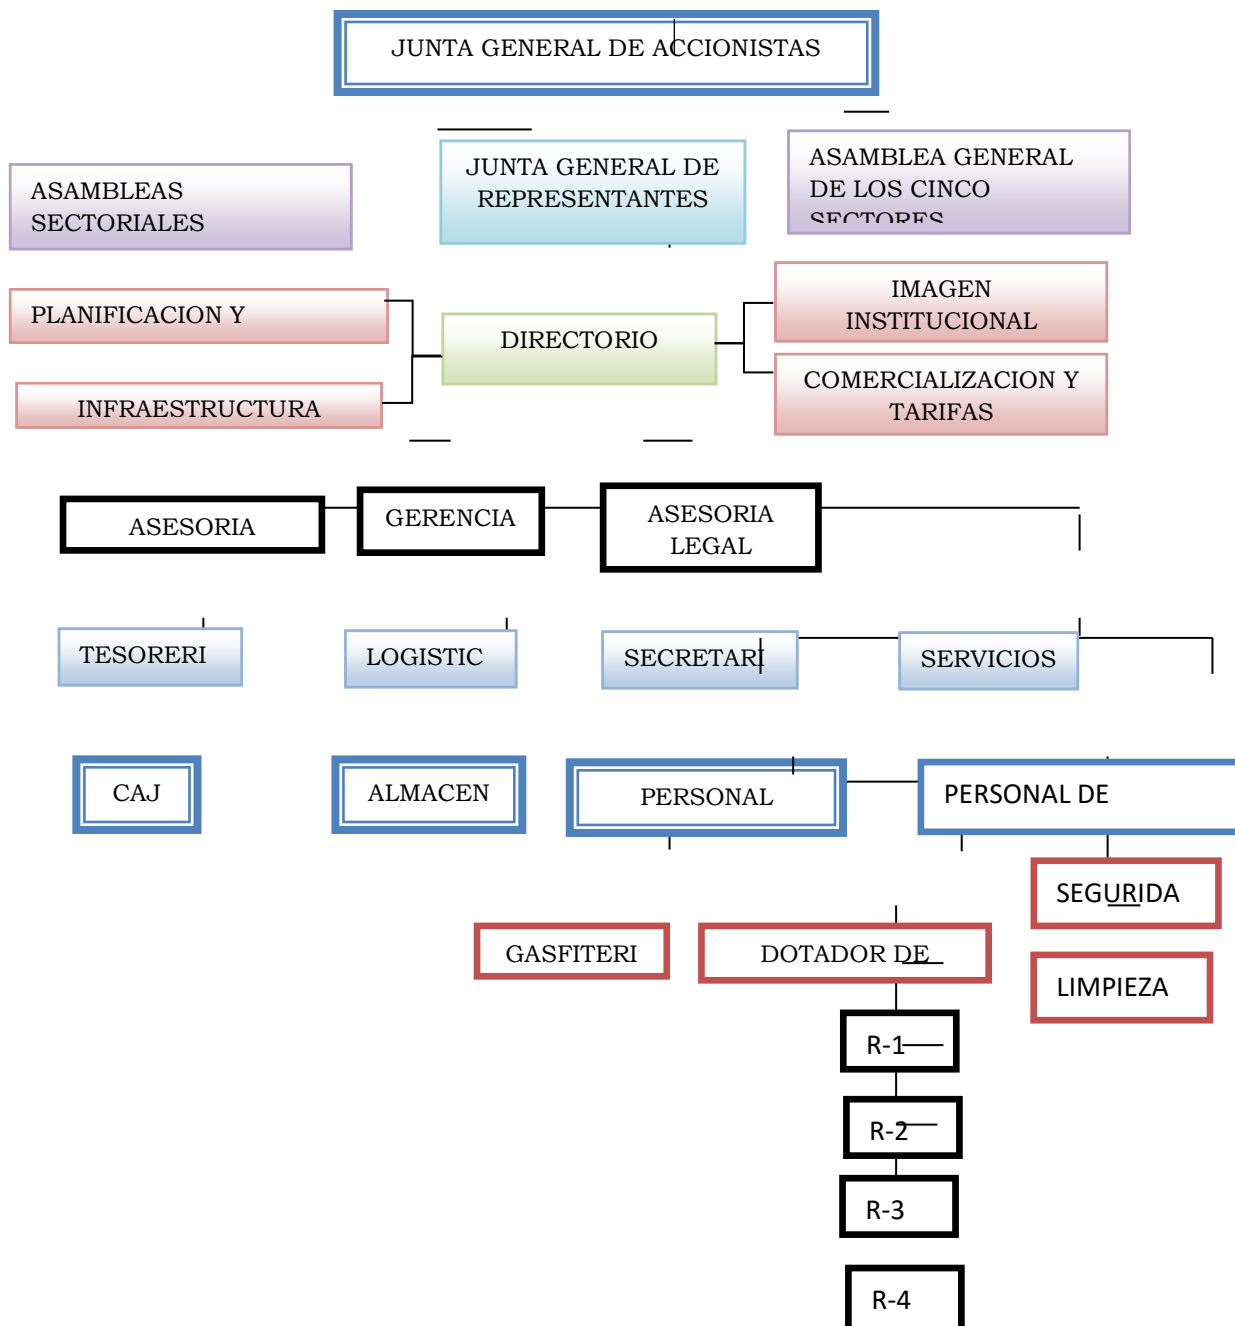 JUNTA GENERAL DE ACCIONISTAS
ASAMBLEAS
SECTORIALES
JUNTA GENERAL DE
REPRESENTANTES
ASAMBLEA GENERAL
DE LOS CINCO
SECTORES
PLANIFICACION Y
INFRAESTRUCTURA
DIRECTORIO
IMAGEN
INSTITUCIONAL
COMERCIALIZACION Y
TARIFAS
ASESORIA
GERENCIA
ASESORIA
LEGAL
TESORERI
LOGISTIC
SECRETARI
SERVICIOS
CAJ
ALMACEN
PERSONAL
PERSONAL DE
SEGURIDA
LIMPIEZA
GASFITERI
DOTADOR DE
R-1
R-2
R-3
R-4